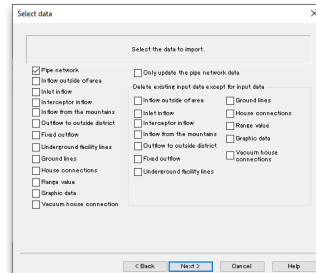 Select data
Select the data to import.
Pipe network
Inflow outside of area
Inlet inflow
Interceptor inflow
Inflow from the mountains
Outflow to outside district
Fixed outflow
Underground facility lines
Ground lines
House connections
Range value
Graphic data
Vacuum house connection
Only update the pipe network data
Delete existing input data except for input data
Inflow outside of area
Inlet inflow
Interceptor inflow
Inflow from the mountains
Outflow to outside district
Fixed outflow
Underground facility lines
Ground lines
House connections
Range value
Graphic data
Vacuum house
connections
< Back
Next >
Cancel
Help